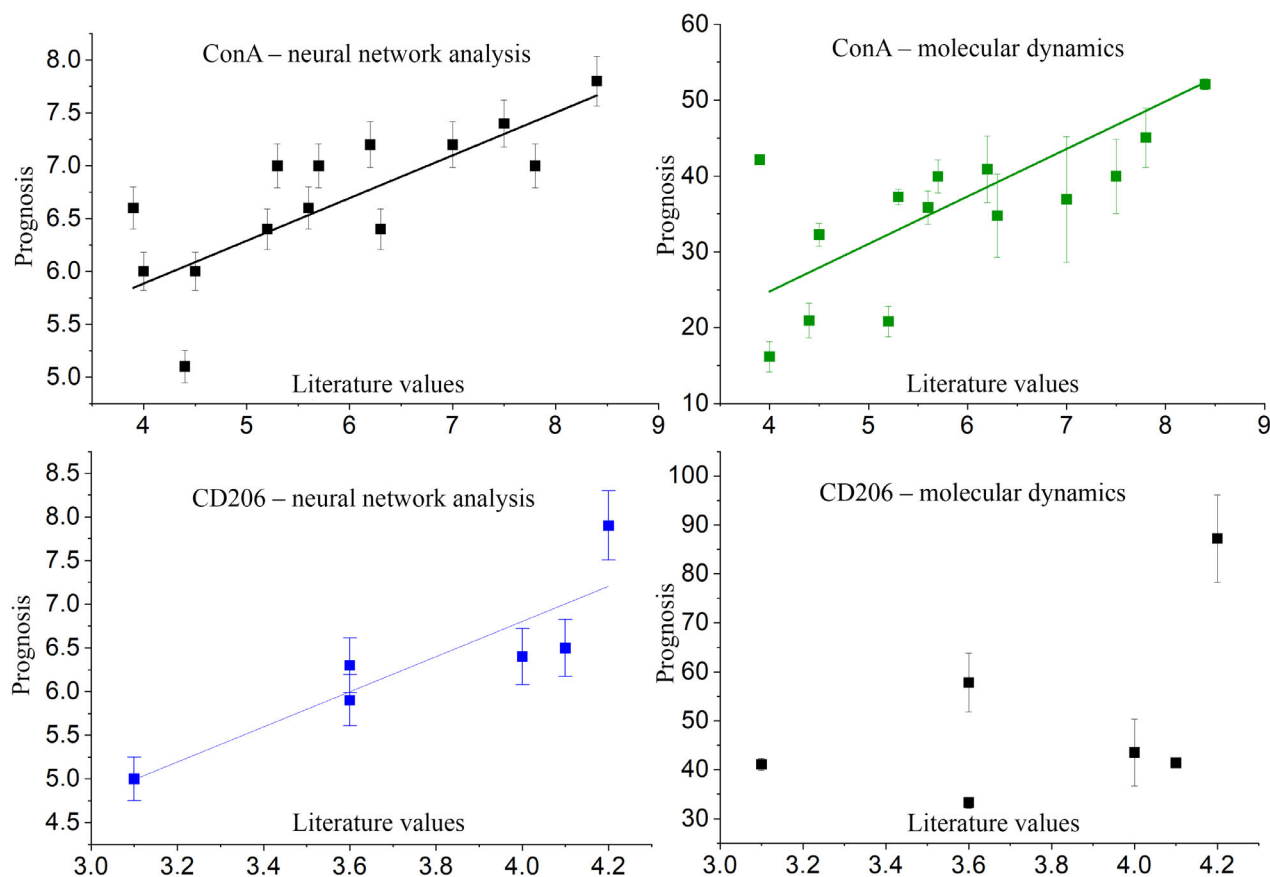 ConA – neural network analysis
Prognosis
8.0
7.5
7.0
6.5
6.0
5.5
5.0
Literature values
4 5 6 7 8 9
ConA – molecular dynamics
Prognosis
60
50
40
30
20
10
Literature values
4 5 6 7 8 9
CD206 – neural network analysis
Prognosis
8.5
8.0
7.5
7.0
6.5
6.0
5.5
5.0
4.5
Literature values
3.0 3.2 3.4 3.6 3.8 4.0 4.2
CD206 – molecular dynamics
Prognosis
100
90
80
70
60
50
40
30
Literature values
3.0 3.2 3.4 3.6 3.8 4.0 4.2